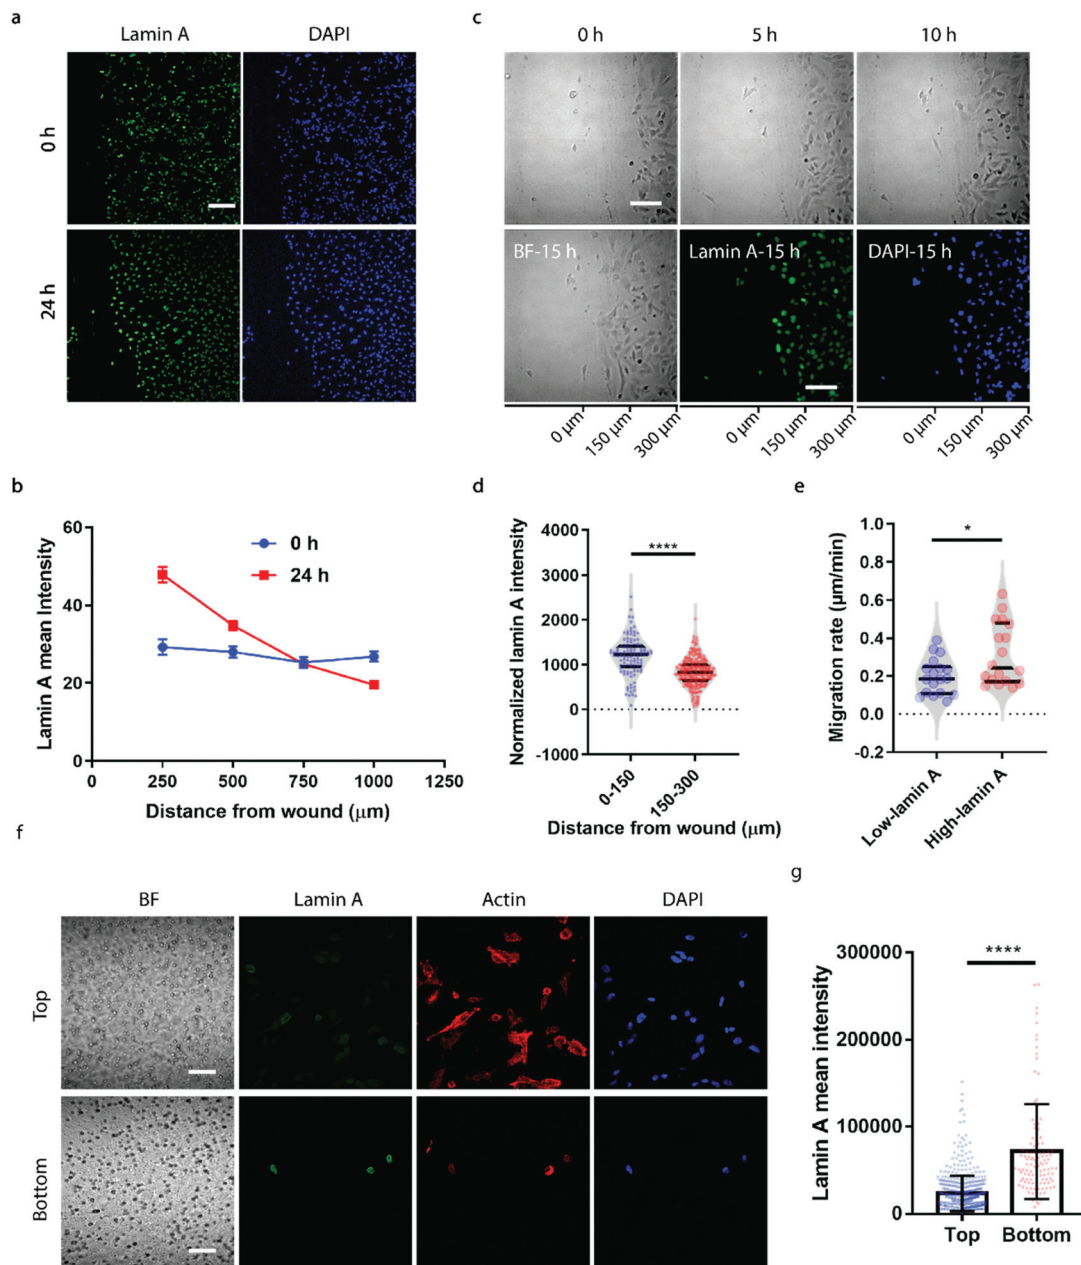 a
Lamin A DAPI
0 h
24 h
c
0 h 5 h 10 h
BF-15 h Lamin A-15 h DAPI-15 h
0 µm 150 µm 300 µm 0 µm 150 µm 300 µm 0 µm 150 µm 300 µm
b
Lamin A mean Intensity
60
40
20
0
0 h
24 h
0 250 500 750 1000 1250
Distance from wound (µm)
d
Normalized lamin A intensity
4000
3000
2000
1000
0
-1000
****
0-150 150-300
Distance from wound (µm)
e
Migration rate (µm/min)
1.0
0.8
0.6
0.4
0.2
0.0
-0.2
*
Low-lamin A High-lamin A
f
BF Lamin A Actin DAPI
Top
Bottom
g
Lamin A mean intensity
300000
200000
100000
0
****
Top Bottom